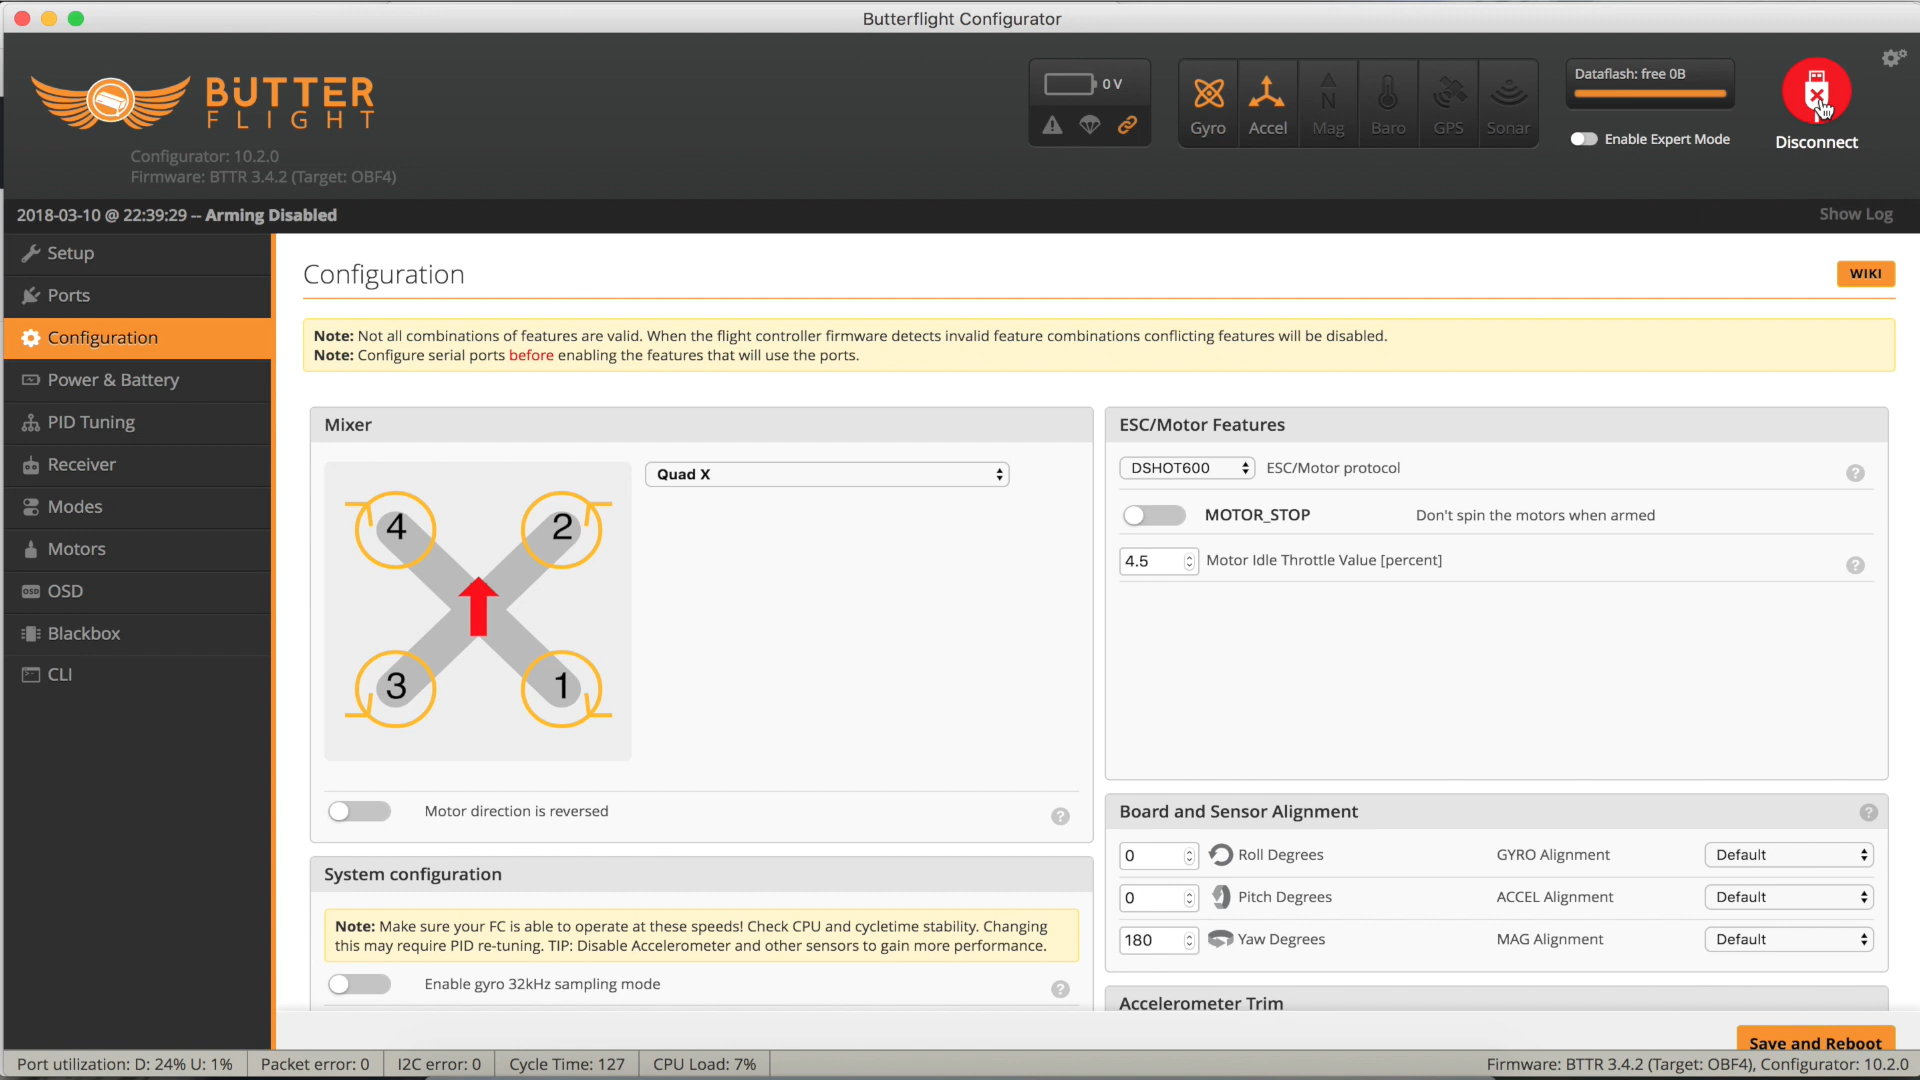 Butterflight Configurator
BUTTER
FLIGHT
Configurator: 10.2.0
Firmware: BTTR 3.4.2 (Target: OBF4)
0 V
Gyro
Accel
N
Mag
Baro
GPS
Sonar
Dataflash: free 0B
Enable Expert Mode
Disconnect
2018-03-10 @ 22:39:29 -- Arming Disabled
Show Log
Setup
Ports
Configuration
Power & Battery
PID Tuning
Receiver
Modes
Motors
OSD OSD
Blackbox
CLI
Configuration
WIKI
Note: Not all combinations of features are valid. When the flight controller firmware detects invalid feature combinations conflicting features will be disabled.
Note: Configure serial ports before enabling the features that will use the ports.
Mixer
Quad X
4
2
3
1
Motor direction is reversed
?
System configuration
Note: Make sure your FC is able to operate at these speeds! Check CPU and cycletime stability. Changing
this may require PID re-tuning. TIP: Disable Accelerometer and other sensors to gain more performance.
Enable gyro 32kHz sampling mode
?
ESC/Motor Features
DSHOT600 ESC/Motor protocol
?
MOTOR_STOP Don't spin the motors when armed
4.5 Motor Idle Throttle Value [percent]
?
Board and Sensor Alignment
?
0 Roll Degrees GYRO Alignment Default
0 Pitch Degrees ACCEL Alignment Default
180 Yaw Degrees MAG Alignment Default
Accelerometer Trim
Save and Reboot
Port utilization: D: 24% U: 1% Packet error: 0 I2C error: 0 Cycle Time: 127 CPU Load: 7% Firmware: BTTR 3.4.2 (Target: OBF4), Configurator: 10.2.0